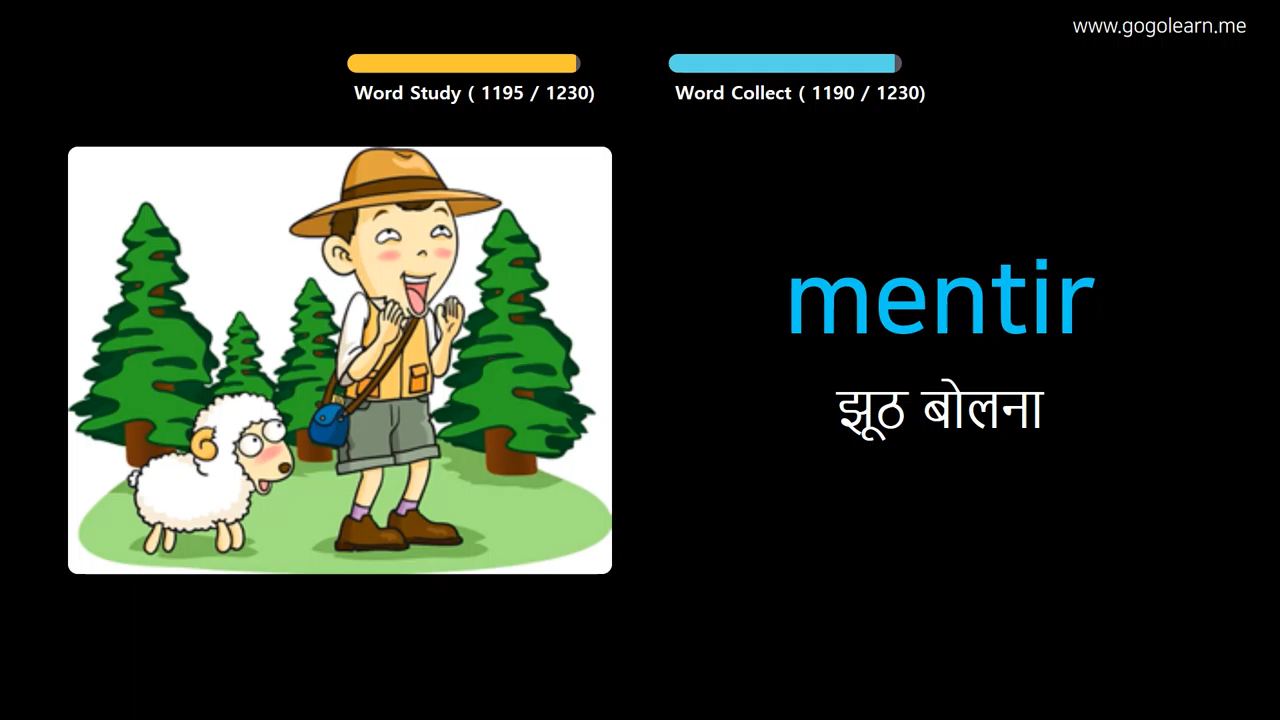 www.gogolearn.me
Word Study ( 1195 / 1230)
Word Collect ( 1190 / 1230)
mentir
झूठ बोलना